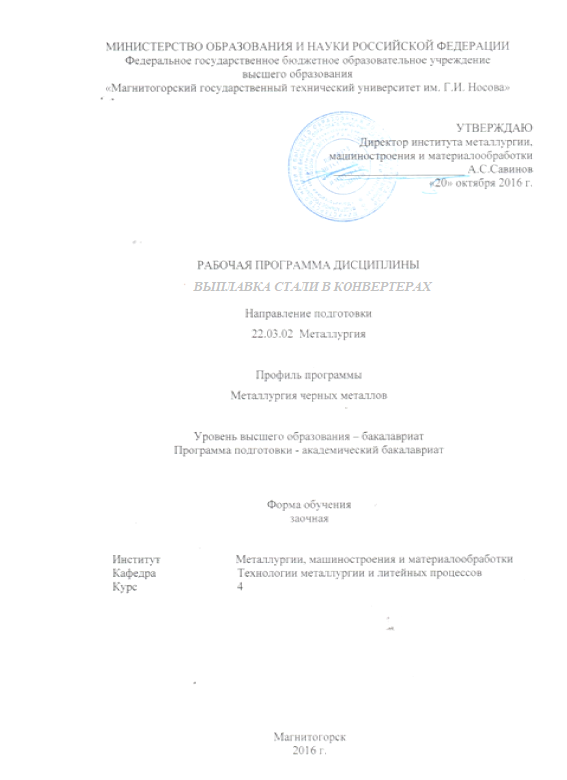 МИНИСТЕРСТВО ОБРАЗОВАНИЯ И НАУКИ РОССИЙСКОЙ ФЕДЕРАЦИИ
Федеральное государственное бюджетное образовательное учреждение
высшего образования
«Магнитогорский государственный технический университет им. Г.И. Носова»
УТВЕРЖДАЮ
Директор института металлургии,
машиностроения и материалообработки
А.С.Савинов
«20» октября 2016 г.
РАБОЧАЯ ПРОГРАММА ДИСЦИПЛИНЫ
ВЫПЛАВКА СТАЛИ В КОНВЕРТЕРАХ
Направление подготовки
22.03.02 Металлургия
Профиль программы
Металлургия черных металлов
Уровень высшего образования – бакалавриат
Программа подготовки - академический бакалавриат
Форма обучения
заочная
Институт Металлургии, машиностроения и материалообработки
Кафедра Технологии металлургии и литейных процессов
Курс 4
Магнитогорск
2016 г.